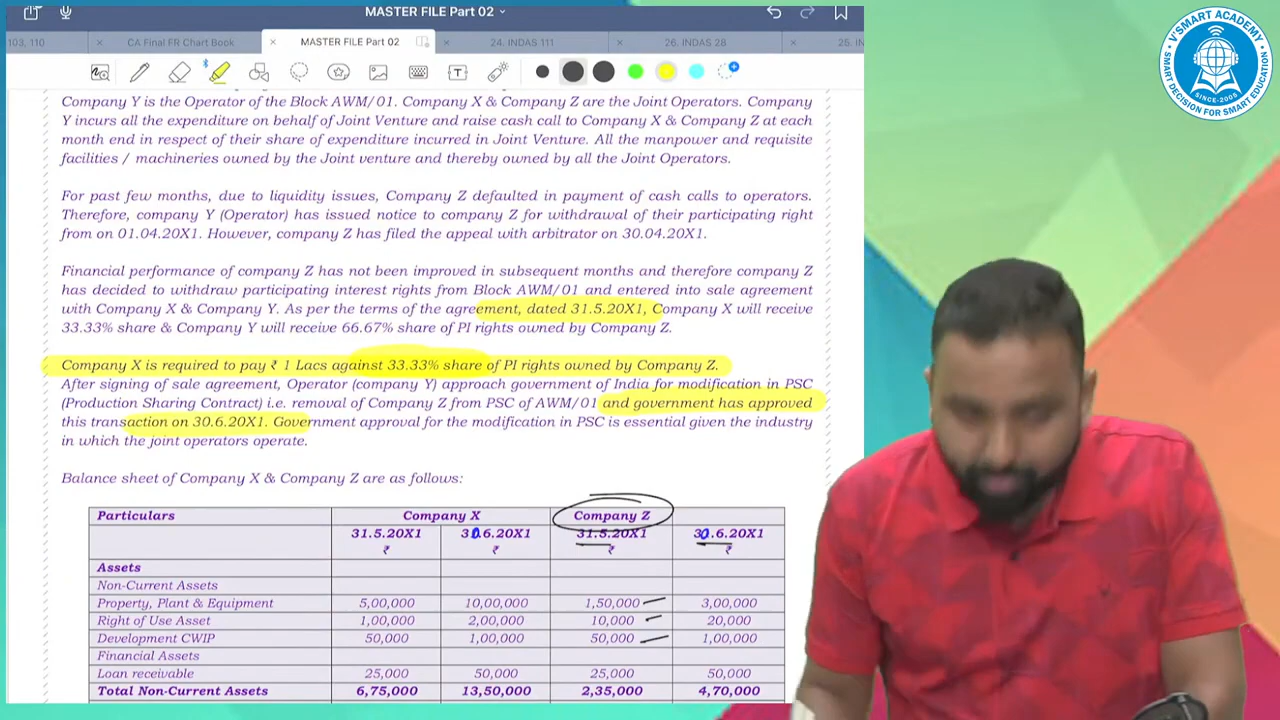 MASTER FILE Part 02
103, 110
CA Final FR Chart Book
MASTER FILE Part 02
24. INDAS 111
26. INDAS 28
25. IN
Company Y is the Operator of the Block AWM/01. Company X & Company Z are the Joint Operators. Company
Y incurs all the expenditure on behalf of Joint Venture and raise cash call to Company X & Company Z at each
month end in respect of their share of expenditure incurred in Joint Venture. All the manpower and requisite
facilities / machineries owned by the Joint venture and thereby owned by all the Joint Operators.
For past few months, due to liquidity issues, Company Z defaulted in payment of cash calls to operators.
Therefore, company Y (Operator) has issued notice to company Z for withdrawal of their participating right
from on 01.04.20X1. However, company Z has filed the appeal with arbitrator on 30.04.20X1.
Financial performance of company Z has not been improved in subsequent months and therefore company Z
has decided to withdraw participating interest rights from Block AWM/01 and entered into sale agreement
with Company X & Company Y. As per the terms of the agreement, dated 31.5.20X1, Company X will receive
33.33% share & Company Y will receive 66.67% share of PI rights owned by Company Z.
Company X is required to pay ₹ 1 Lacs against 33.33% share of PI rights owned by Company Z.
After signing of sale agreement, Operator (company Y) approach government of India for modification in PSC
(Production Sharing Contract) i.e. removal of Company Z from PSC of AWM/01 and government has approved
this transaction on 30.6.20X1. Government approval for the modification in PSC is essential given the industry
in which the joint operators operate.
Balance sheet of Company X & Company Z are as follows:
Particulars Company X Company Z
31.5.20X1 30.6.20X1 31.5.20X1 30.6.20X1
₹ ₹ ₹ ₹
Assets
Non-Current Assets
Property, Plant & Equipment 5,00,000 10,00,000 1,50,000 3,00,000
Right of Use Asset 1,00,000 2,00,000 10,000 20,000
Development CWIP 50,000 1,00,000 50,000 1,00,000
Financial Assets
Loan receivable 25,000 50,000 25,000 50,000
Total Non-Current Assets 6,75,000 13,50,000 2,35,000 4,70,000
V'SMART ACADEMY
SINCE-2005
SMART DECISION FOR SMART EDUCATION